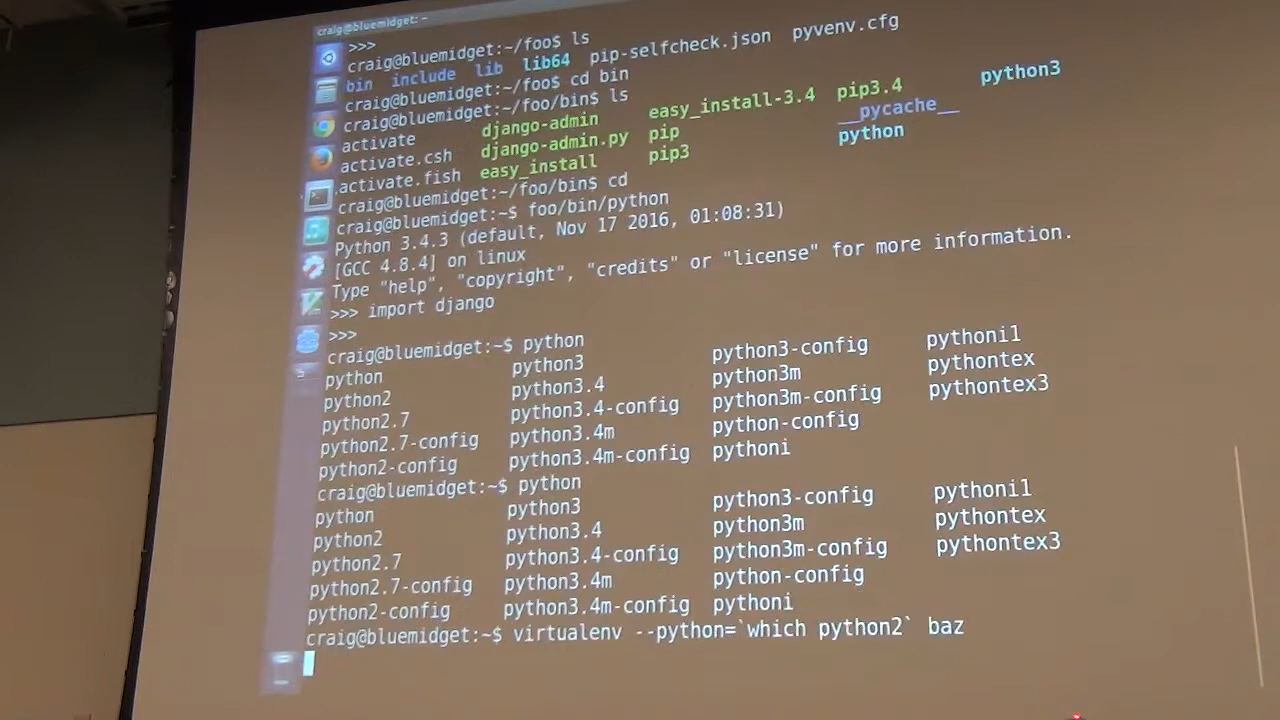 craig@bluemidget: ~
>>>
craig@bluemidget:~/foo$ ls
bin include lib lib64 pip-selfcheck.json pyvenv.cfg
craig@bluemidget:~/foo$ cd bin
craig@bluemidget:~/foo/bin$ ls
activate django-admin easy_install-3.4 pip3.4 python3
activate.csh django-admin.py pip __pycache__
activate.fish easy_install pip3 python
craig@bluemidget:~/foo/bin$ cd
craig@bluemidget:~$ foo/bin/python
Python 3.4.3 (default, Nov 17 2016, 01:08:31)
[GCC 4.8.4] on linux
Type "help", "copyright", "credits" or "license" for more information.
>>> import django
>>>
craig@bluemidget:~$ python
python python3 python3-config pythoni1
python2 python3.4 python3m pythontex
python2.7 python3.4-config python3m-config pythontex3
python2.7-config python3.4m python-config
python2-config python3.4m-config pythoni
craig@bluemidget:~$ python
python python3 python3-config pythoni1
python2 python3.4 python3m pythontex
python2.7 python3.4-config python3m-config pythontex3
python2.7-config python3.4m python-config
python2-config python3.4m-config pythoni
craig@bluemidget:~$ virtualenv --python=`which python2` baz